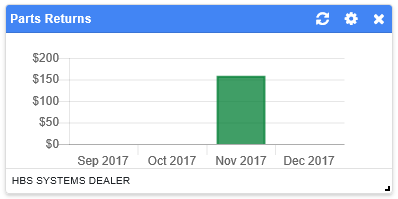 Parts Returns
$200
$150
$100
$50
$0
Sep 2017 Oct 2017 Nov 2017 Dec 2017
HBS SYSTEMS DEALER